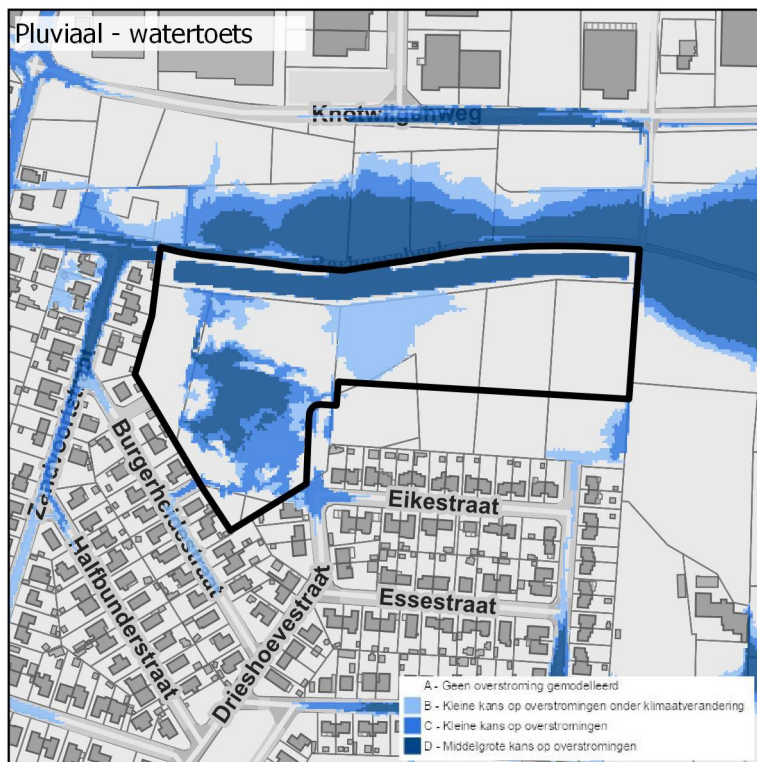 Pluviaal - watertoets
Knotwilgenweg
Zandvoortstraat
Burgerheidestraat
Halfbunderstraat
Eikestraat
Essestraat
Drieshoevestraat
A - Geen overstroming gemodelleerd
B - Kleine kans op overstromingen onder klimaatverandering
C - Kleine kans op overstromingen
D - Middelgrote kans op overstromingen